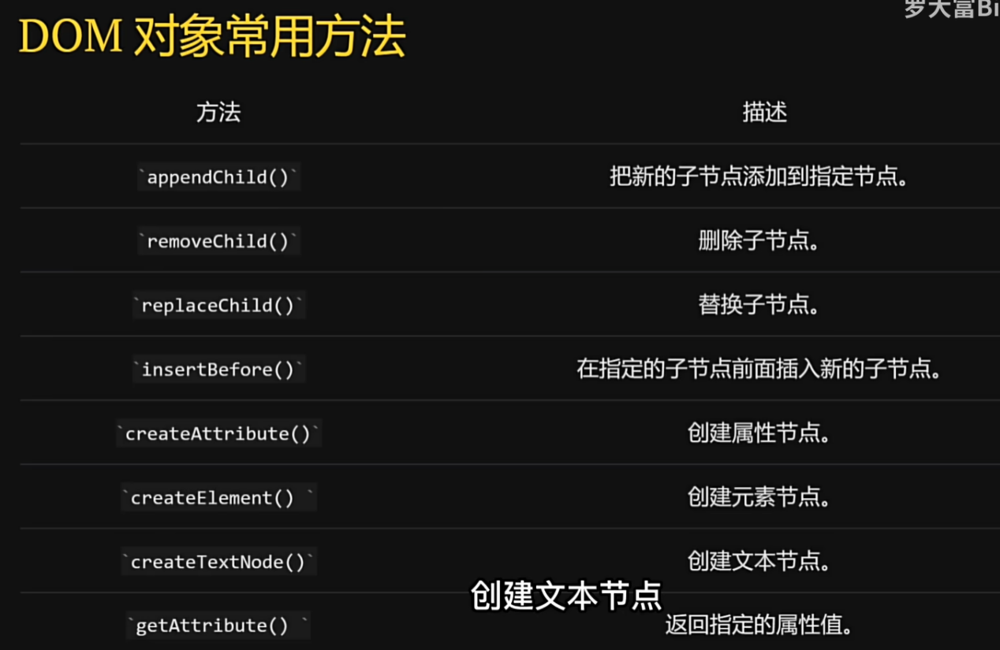 罗大富Bi
DOM 对象常用方法
方法 描述
`appendChild()` 把新的子节点添加到指定节点。
`removeChild()` 删除子节点。
`replaceChild()` 替换子节点。
`insertBefore()` 在指定的子节点前面插入新的子节点。
`createAttribute()` 创建属性节点。
`createElement() ` 创建元素节点。
`createTextNode()` 创建文本节点。
创建文本节点
`getAttribute() ` 返回指定的属性值。